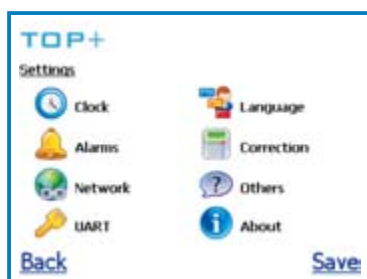 TOP+
Settings
Clock
Language
Alarms
Correction
Network
Others
UART
About
Back
Save